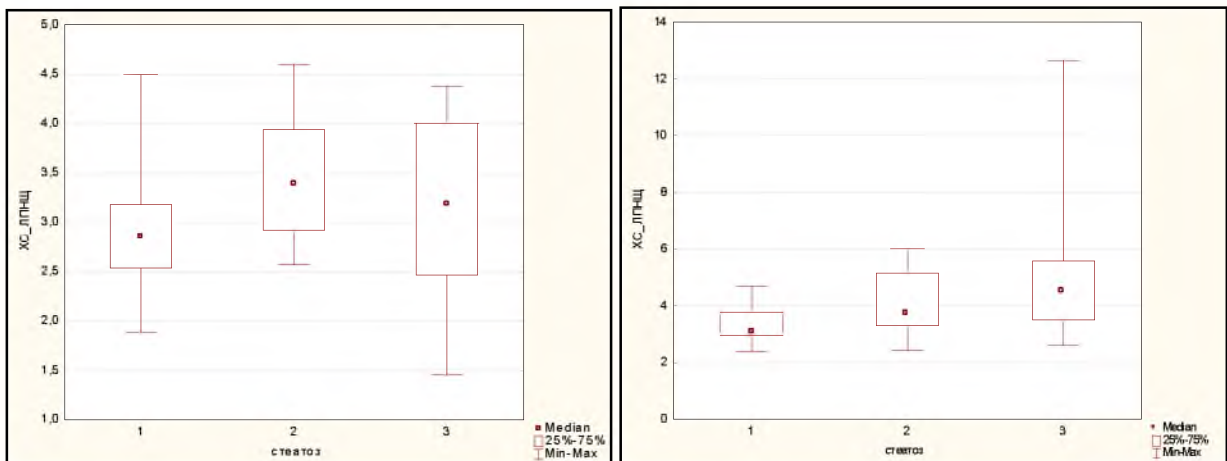 5,0
4,5
4,0
3,5
3,0
2,5
2,0
1,5
1,0
ХС_ЛПНЩ
1 2 3
стеатоз
Median
25%-75%
Min-Max
14
12
10
8
6
4
2
0
ХС_ЛПНЩ
1 2 3
стеатоз
Median
25%-75%
Min-Max